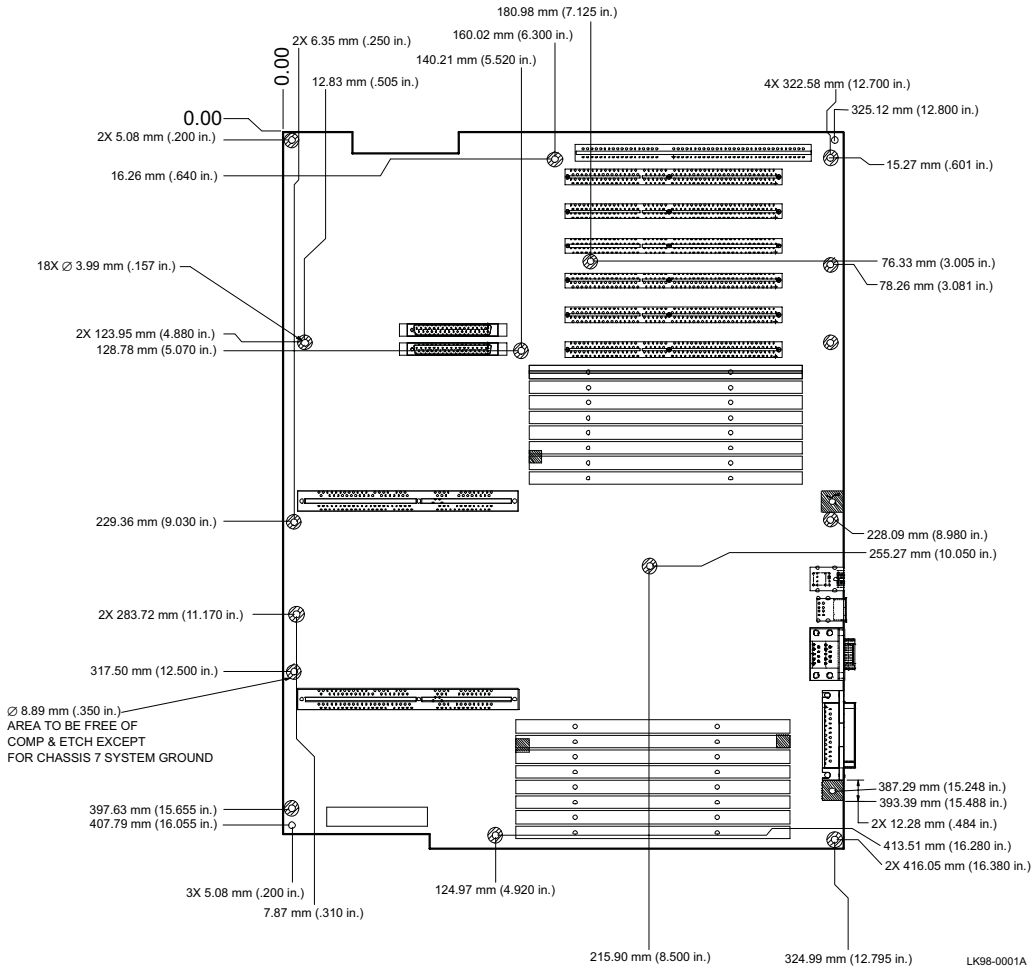 180.98 mm (7.125 in.)
160.02 mm (6.300 in.)
2X 6.35 mm (.250 in.)
140.21 mm (5.520 in.)
0.00
12.83 mm (.505 in.)
4X 322.58 mm (12.700 in.)
325.12 mm (12.800 in.)
0.00
2X 5.08 mm (.200 in.)
15.27 mm (.601 in.)
16.26 mm (.640 in.)
18X ∅ 3.99 mm (.157 in.)
76.33 mm (3.005 in.)
78.26 mm (3.081 in.)
2X 123.95 mm (4.880 in.)
128.78 mm (5.070 in.)
229.36 mm (9.030 in.)
228.09 mm (8.980 in.)
255.27 mm (10.050 in.)
2X 283.72 mm (11.170 in.)
317.50 mm (12.500 in.)
∅ 8.89 mm (.350 in.)
AREA TO BE FREE OF
COMP & ETCH EXCEPT
FOR CHASSIS 7 SYSTEM GROUND
387.29 mm (15.248 in.)
393.39 mm (15.488 in.)
397.63 mm (15.655 in.)
407.79 mm (16.055 in.)
2X 12.28 mm (.484 in.)
413.51 mm (16.280 in.)
2X 416.05 mm (16.380 in.)
3X 5.08 mm (.200 in.)
124.97 mm (4.920 in.)
7.87 mm (.310 in.)
215.90 mm (8.500 in.)
324.99 mm (12.795 in.)
LK98-0001A